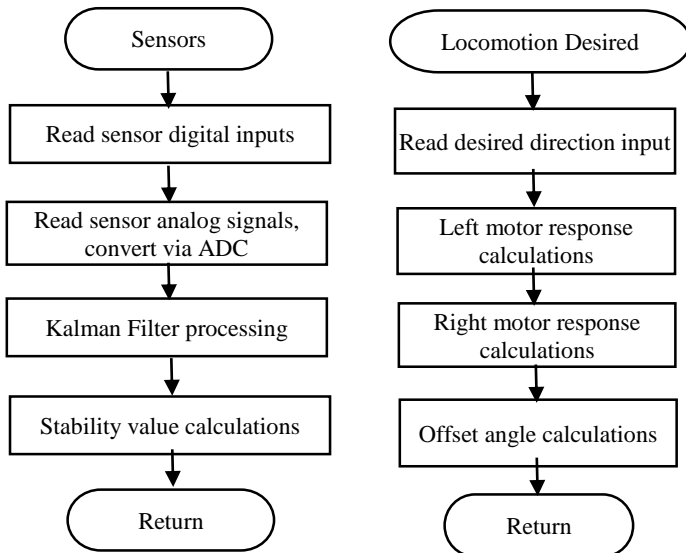 Sensors
Read sensor digital inputs
Read sensor analog signals,
convert via ADC
Kalman Filter processing
Stability value calculations
Return
Locomotion Desired
Read desired direction input
Left motor response
calculations
Right motor response
calculations
Offset angle calculations
Return